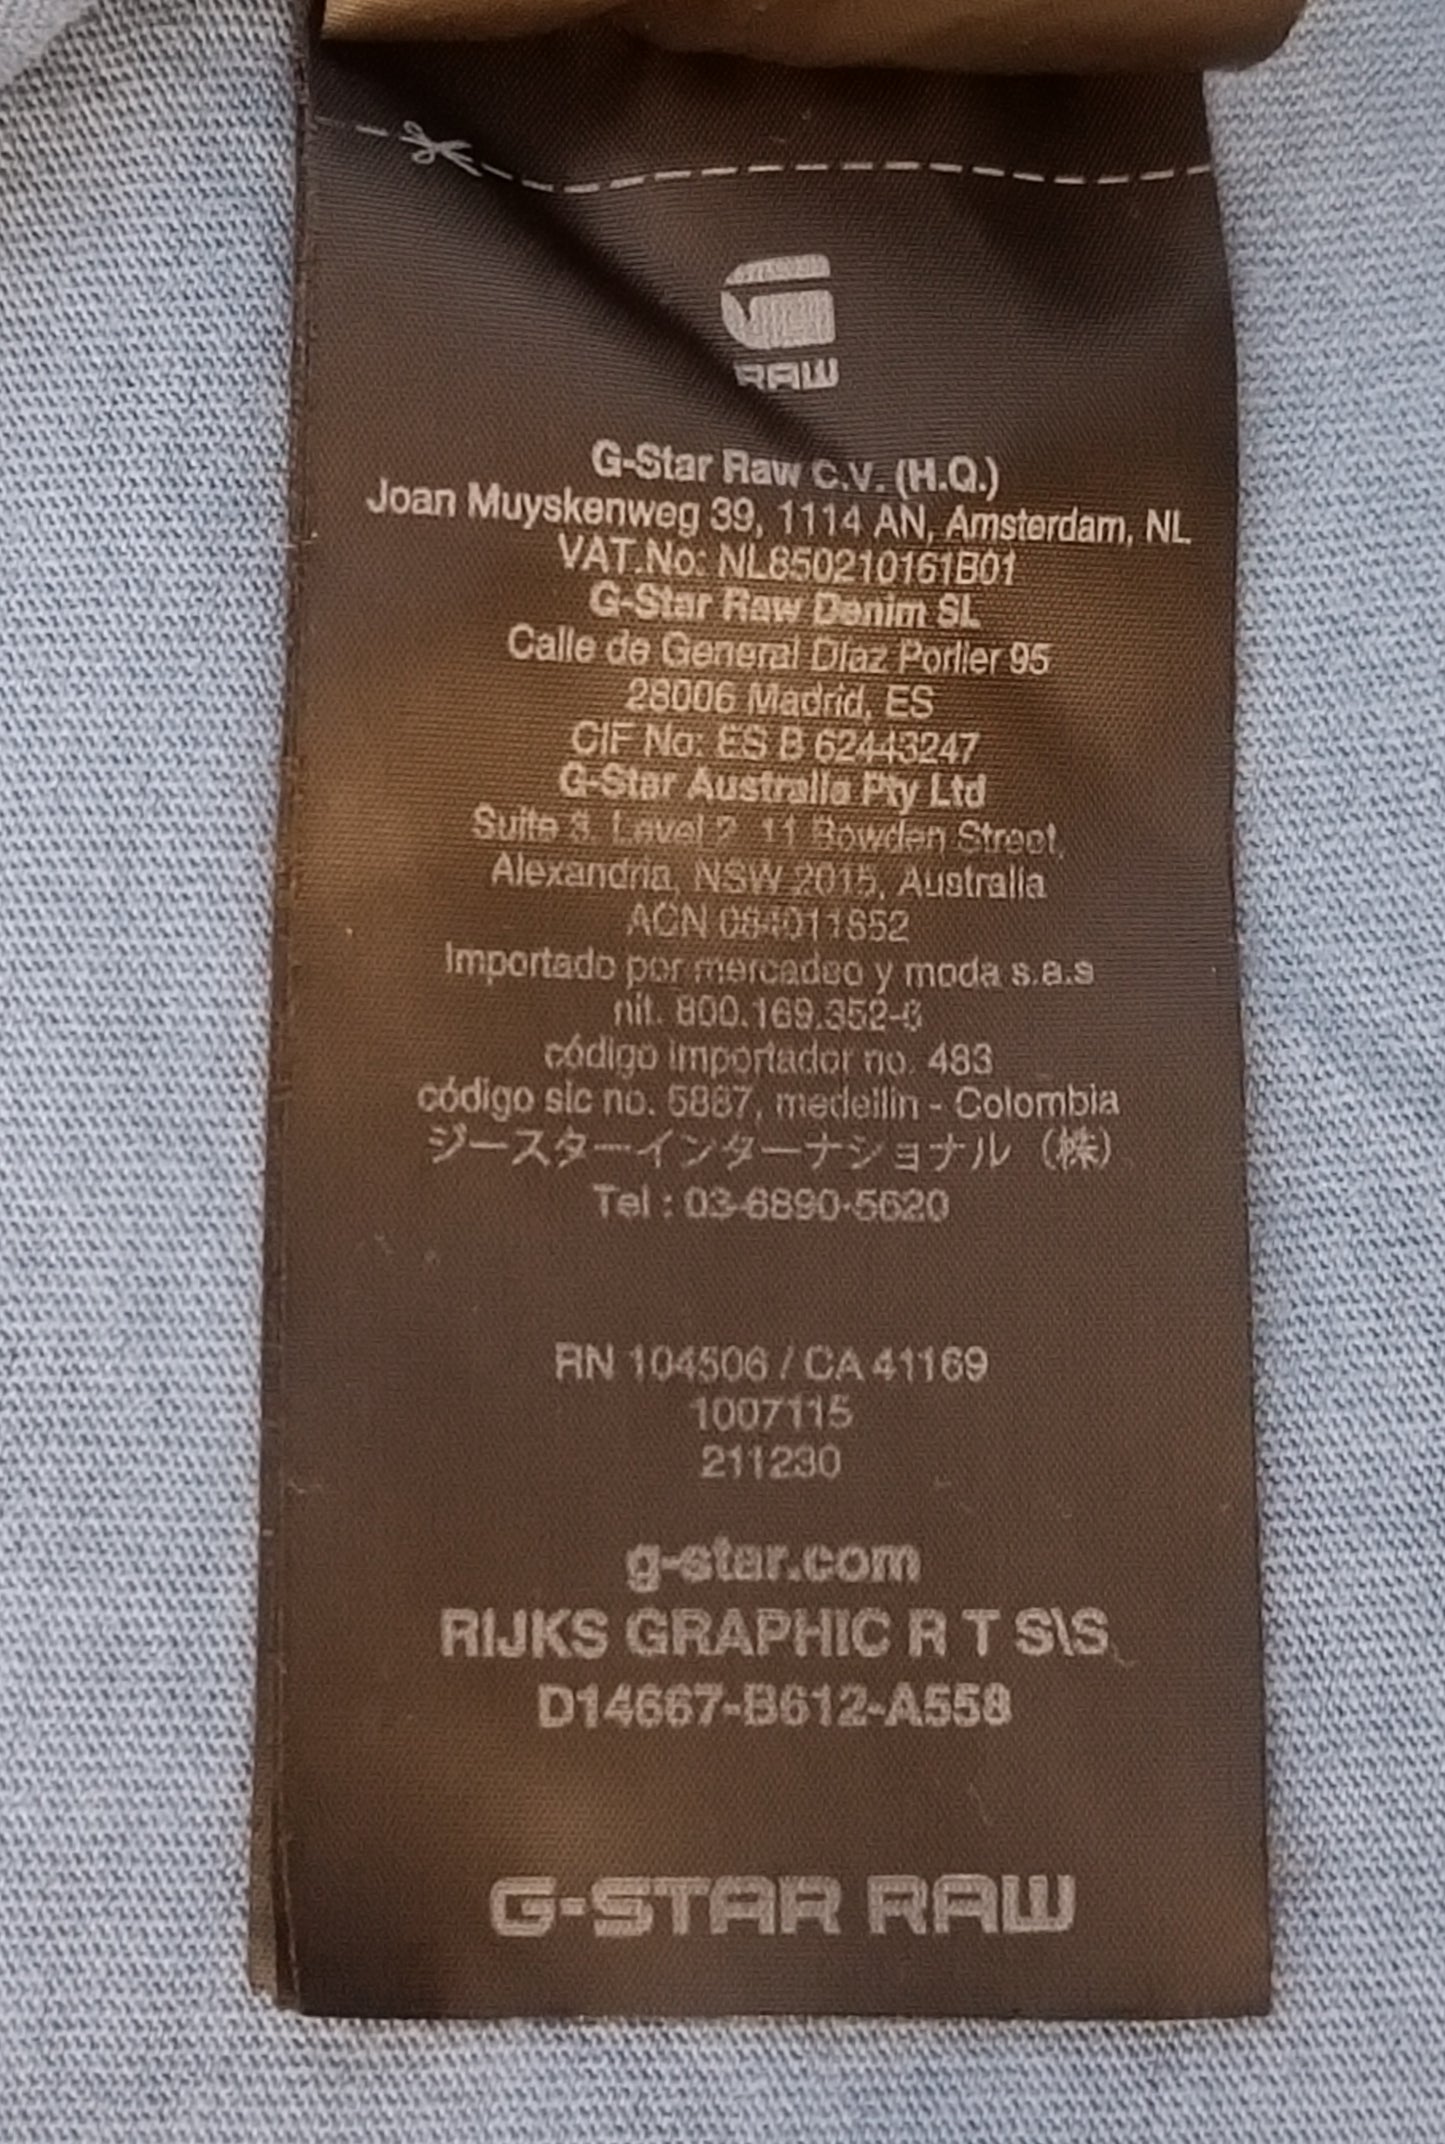 RAW
G-Star Raw C.V. (H.Q.)
Joan Muyskenweg 39, 1114 AN, Amsterdam, NL
VAT.No: NL850210161B01
G-Star Raw Denim SL
Calle de General Díaz Porlier 95
28006 Madrid, ES
CIF No: ES B 62443247
G-Star Australia Pty Ltd
Suite 3, Level 2, 11 Bowden Street,
Alexandria, NSW 2015, Australia
ACN 084011852
Importado por mercadeo y moda s.a.s
nit. 800.169.352-6
código importador no. 483
código sic no. 5887, medellin - Colombia
ジースターインターナショナル（株）
Tel : 03-6890-5620
RN 104506 / CA 41169
1007115
211230
g-star.com
RIJKS GRAPHIC R T S\S
D14667-B612-A558
G-STAR RAW